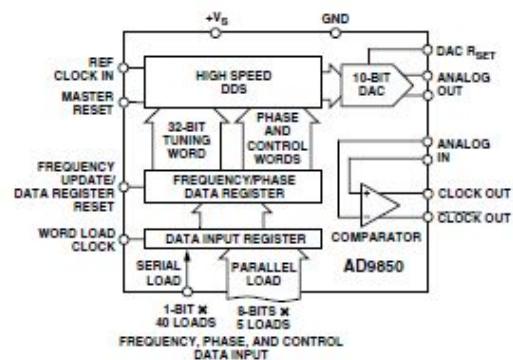 +VS
GND
REF
CLOCK IN
MASTER
RESET
FREQUENCY
UPDATE/
DATA REGISTER
RESET
WORD LOAD
CLOCK
HIGH SPEED
DDS
32-BIT
TUNING
WORD
PHASE
AND
CONTROL
WORDS
FREQUENCY/PHASE
DATA REGISTER
DATA INPUT REGISTER
SERIAL
LOAD
PARALLEL
LOAD
1-BIT ×
40 LOADS
8-BITS ×
5 LOADS
FREQUENCY, PHASE, AND CONTROL
DATA INPUT
10-BIT
DAC
DAC RSET
ANALOG
OUT
ANALOG
IN
+
–
CLOCK OUT
CLOCK OUT
COMPARATOR
AD9850